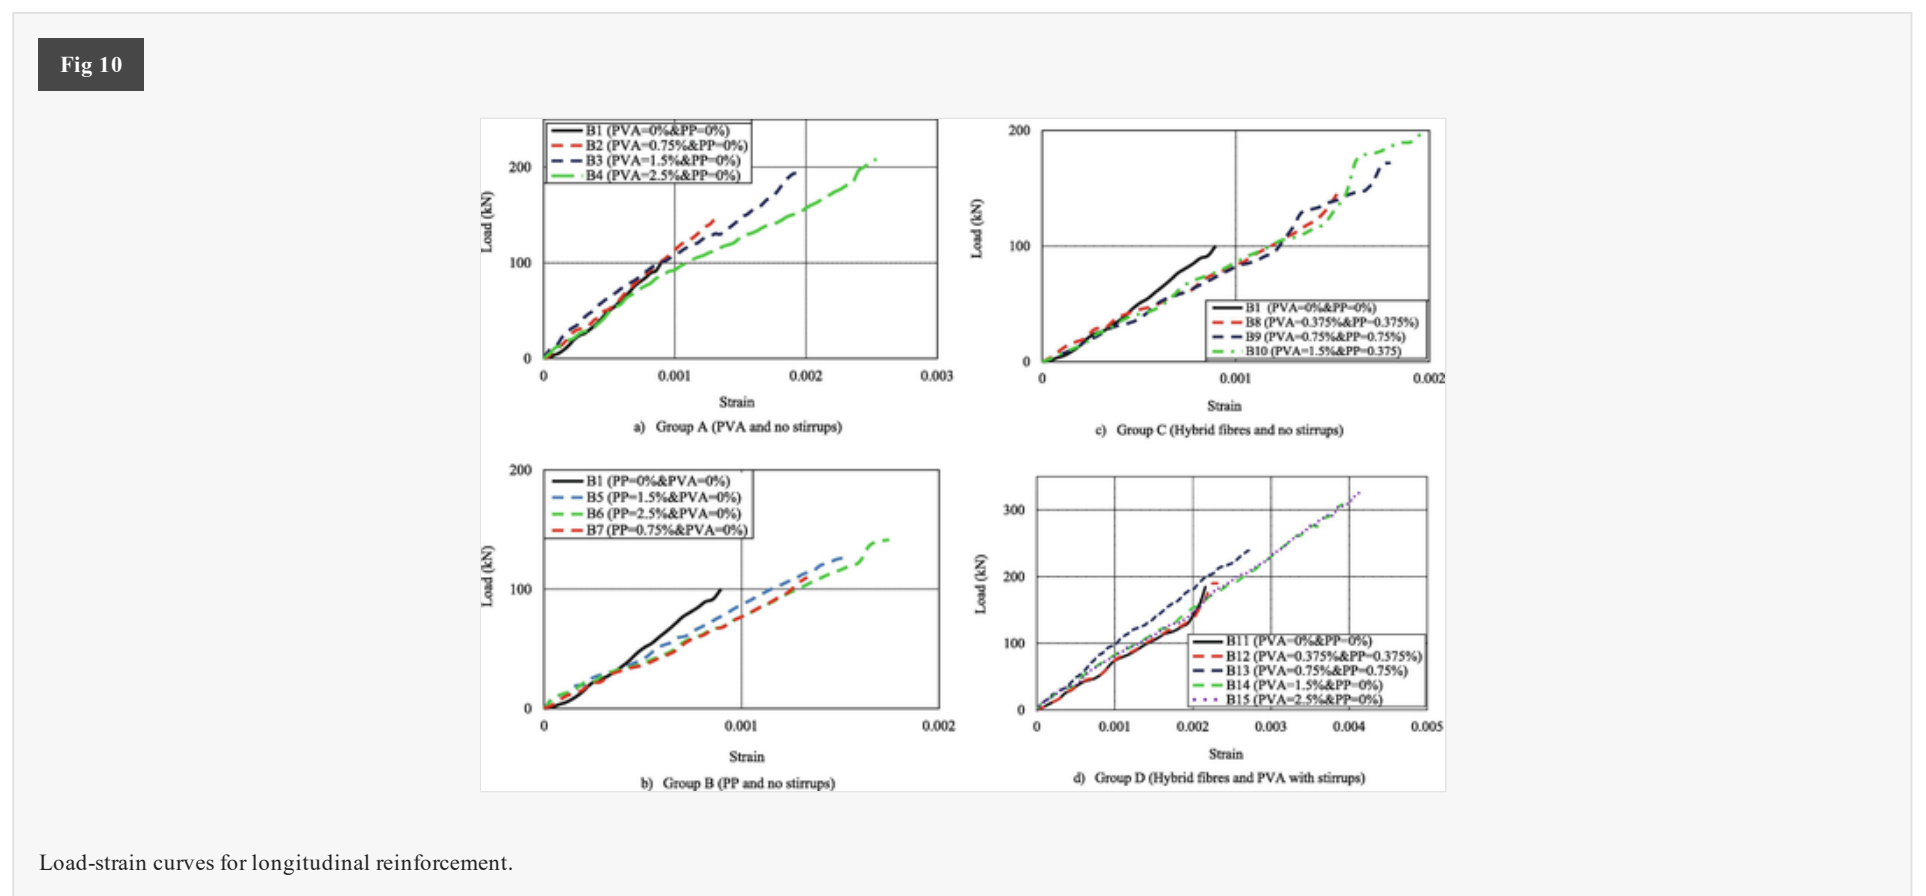 Fig 10
B1 (PVA=0%&PP=0%)
B2 (PVA=0.75%&PP=0%)
B3 (PVA=1.5%&PP=0%)
B4 (PVA=2.5%&PP=0%)
200
100
0
Load (kN)
0 0.001 0.002 0.003
Strain
a) Group A (PVA and no stirrups)
200
100
0
Load (kN)
B1 (PVA=0%&PP=0%)
B8 (PVA=0.375%&PP=0.375%)
B9 (PVA=0.75%&PP=0.75%)
B10 (PVA=1.5%&PP=0.375)
0 0.001 0.002
Strain
c) Group C (Hybrid fibres and no stirrups)
200
100
0
Load (kN)
B1 (PP=0%&PVA=0%)
B5 (PP=1.5%&PVA=0%)
B6 (PP=2.5%&PVA=0%)
B7 (PP=0.75%&PVA=0%)
0 0.001 0.002
Strain
b) Group B (PP and no stirrups)
300
200
100
0
Load (kN)
B11 (PVA=0%&PP=0%)
B12 (PVA=0.375%&PP=0.375%)
B13 (PVA=0.75%&PP=0.75%)
B14 (PVA=1.5%&PP=0%)
B15 (PVA=2.5%&PP=0%)
0 0.001 0.002 0.003 0.004 0.005
Strain
d) Group D (Hybrid fibres and PVA with stirrups)
Load-strain curves for longitudinal reinforcement.